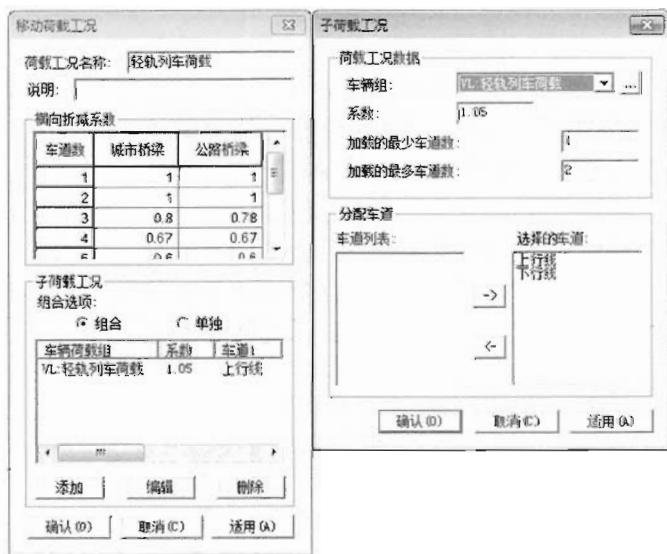 移动荷载工况
荷载工况名称: 轻轨列车荷载
说明:
横向折减系数
车道数 城市桥梁 公路桥梁
1 1 1
2 1 1
3 0.8 0.78
4 0.67 0.67
0.6 0.6
子荷载工况
组合选项:
组合 单独
车辆荷载组 系数 车道1
VL:轻轨列车荷载 1.05 上行线
添加 编辑 删除
确认(O) 取消(C) 适用(A)
子荷载工况
荷载工况数据
车辆组: VL:轻轨列车荷载 ...
系数: 1.05
加载的最少车道数: 1
加载的最多车道数: 2
分配车道
车道列表: 选择的车道:
上行线
下行线
->
<-
确认(O) 取消(C) 适用(A)